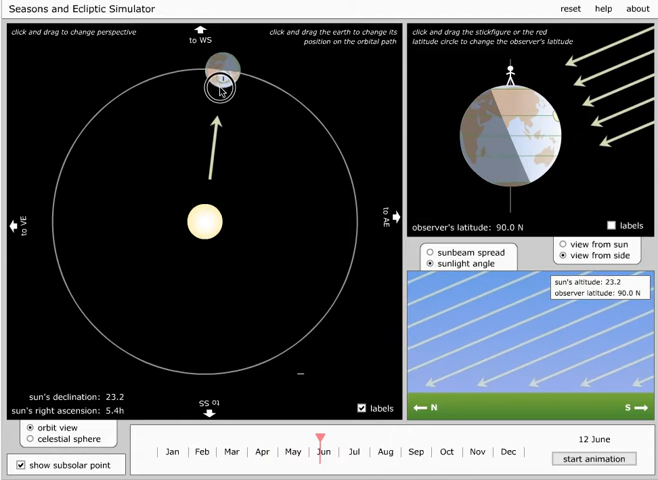 Seasons and Ecliptic Simulator
reset help about
click and drag to change perspective
to WS
click and drag the earth to change its
position on the orbital path
to VE
to AE
to SS
sun's declination: 23.2
sun's right ascension: 5.4h
labels
click and drag the stickfigure or the red
latitude circle to change the observer's latitude
observer's latitude: 90.0 N
labels
sunbeam spread
sunlight angle
view from sun
view from side
sun's altitude: 23.2
observer latitude: 90.0 N
N
S
orbit view
celestial sphere
show subsolar point
Jan Feb Mar Apr May Jun Jul Aug Sep Oct Nov Dec
12 June
start animation